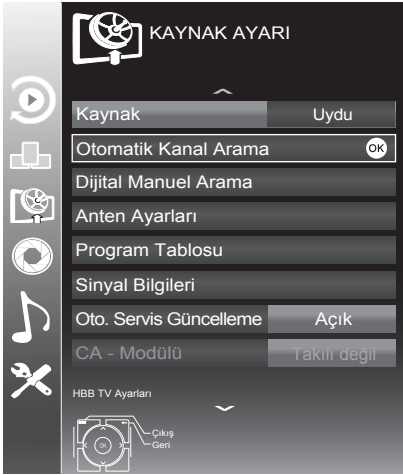 KAYNAK AYARI
Kaynak Uydu
Otomatik Kanal Arama OK
Dijital Manuel Arama
Anten Ayarları
Program Tablosu
Sinyal Bilgileri
Oto. Servis Güncelleme Açık
CA - Modülü Takılı değil
HBB TV Ayarları
Çıkış
OK
Geri